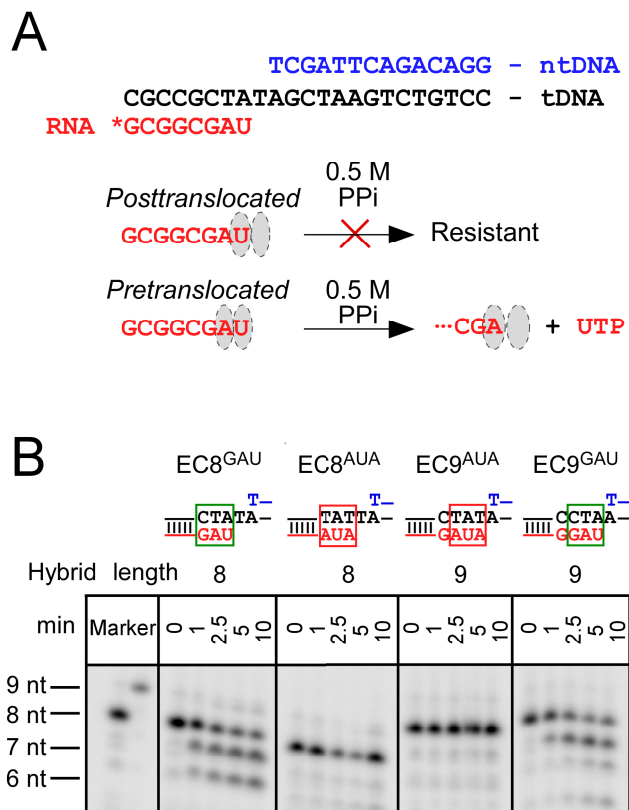 A
TCGATTCAGACAGG – ntDNA
CGCCGCTATAGCTAAGTCTGTCC – tDNA
RNA *GCGGCGAU
Posttranslocated 0.5 M PPi
GCGGCGAU Resistant
Pretranslocated 0.5 M PPi
GCGGCGAU ···CGA + UTP
B
EC8GAU EC8AUA EC9AUA EC9GAU
T– T– T– T–
CTATA– TATTA– CTATA– CCTAA–
GAU AUA GAUA GGAU
Hybrid length 8 8 9 9
min Marker 0 1 2.5 5 10 0 1 2.5 5 10 0 1 2.5 5 10 0 1 2.5 5 10
9 nt
8 nt
7 nt
6 nt